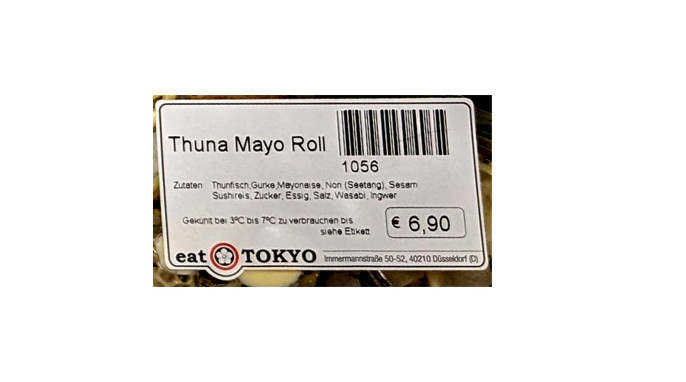 Thuna Mayo Roll
1056
Zutaten Thunfisch,Gurke,Mayonaise, Non (Seetang), Sesam
Sushireis, Zucker, Essig, Salz, Wasabi, Ingwer
Gekühlt bei 3ºC bis 7ºC zu verbrauchen bis
siehe Etikett
€ 6,90
eat TOKYO
Immermannstraße 50-52, 40210 Düsseldorf (D)